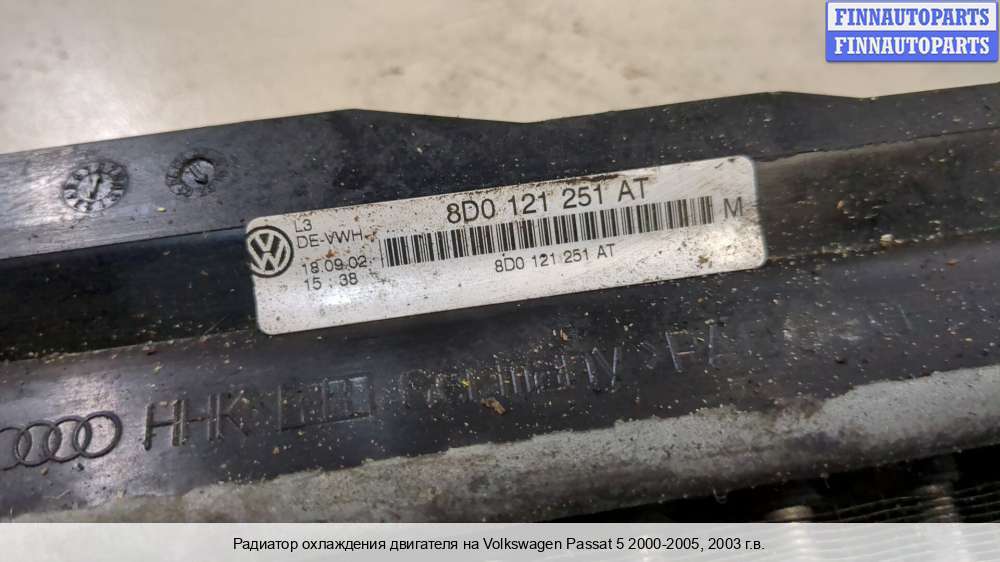 FINNAUTOPARTS
FINNAUTOPARTS
8D0 121 251 AT
L3
DE-VWH
18.09.02
15 : 38
M
8D0 121 251 AT
Germany
Радиатор охлаждения двигателя на Volkswagen Passat 5 2000-2005, 2003 г.в.